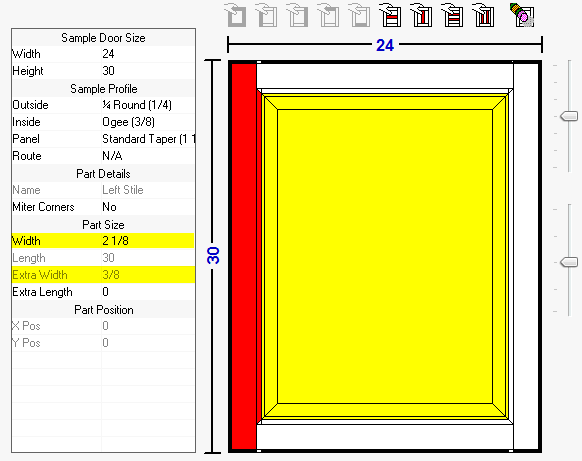 Sample Door Size
Width 24
Height 30
Sample Profile
Outside ¼ Round (1/4)
Inside Ogee (3/8)
Panel Standard Taper (1 1
Route N/A
Part Details
Name Left Stile
Miter Corners No
Part Size
Width 2 1/8
Length 30
Extra Width 3/8
Extra Length 0
Part Position
X Pos 0
Y Pos 0
24
30